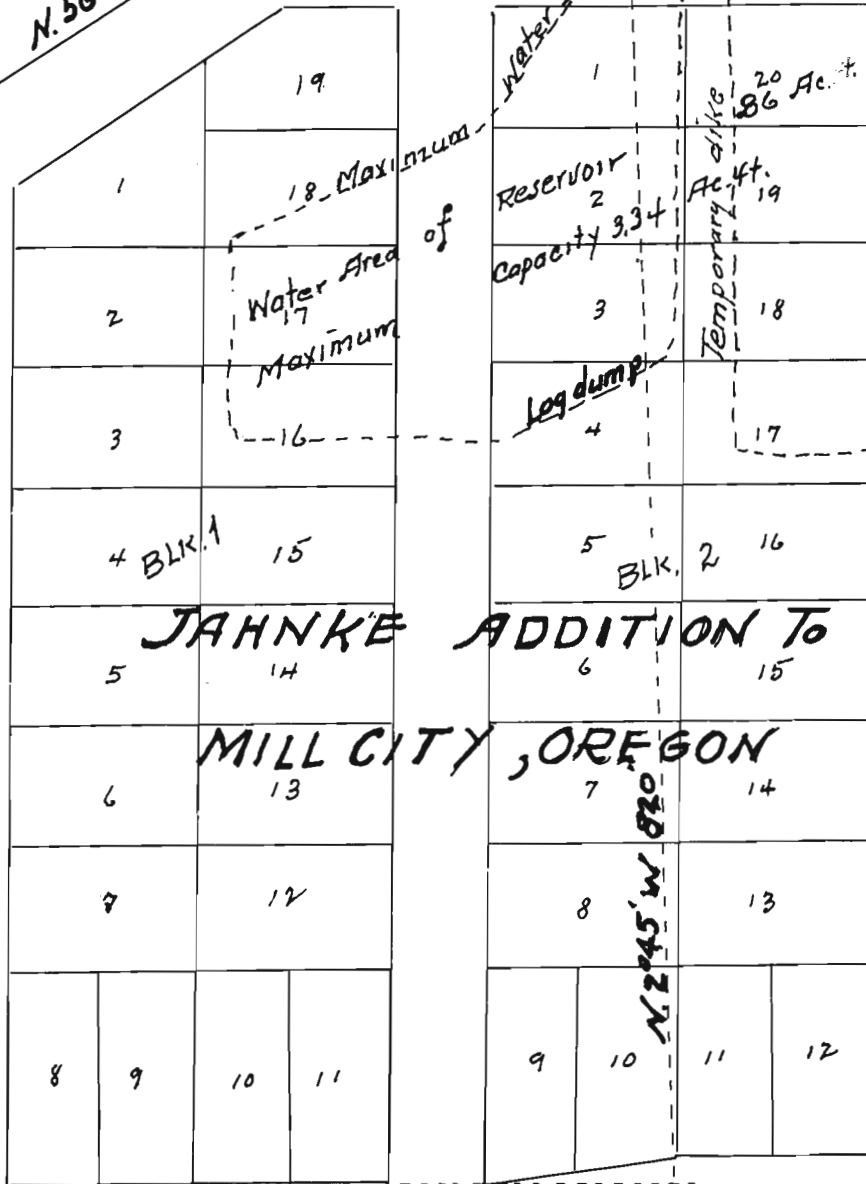 N. 50
19
1
20
.86 Ac. ft.
Water
1
18
Maximum
Reservoir
2
Ac. ft.
19
Temporary dike
of
Capacity 3.34
Water Area
2
17
3
18
Maximum
Log dump
3
16
4
17
4
BLK. 1
15
5
BLK. 2
16
JAHNKE ADDITION To
5
14
6
15
MILL CITY, OREGON
6
13
7
14
7
12
8
13
N. 2°45' W 820'
8
9
10
11
9
10
11
12